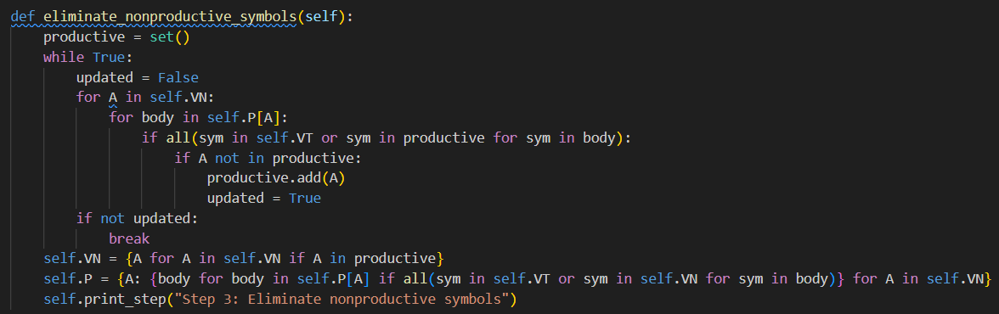 def eliminate_nonproductive_symbols(self):
    productive = set()
    while True:
        updated = False
        for A in self.VN:
            for body in self.P[A]:
                if all(sym in self.VT or sym in productive for sym in body):
                    if A not in productive:
                        productive.add(A)
                        updated = True
        if not updated:
            break
    self.VN = {A for A in self.VN if A in productive}
    self.P = {A: {body for body in self.P[A] if all(sym in self.VT or sym in self.VN for sym in body)} for A in self.VN}
    self.print_step("Step 3: Eliminate nonproductive symbols")